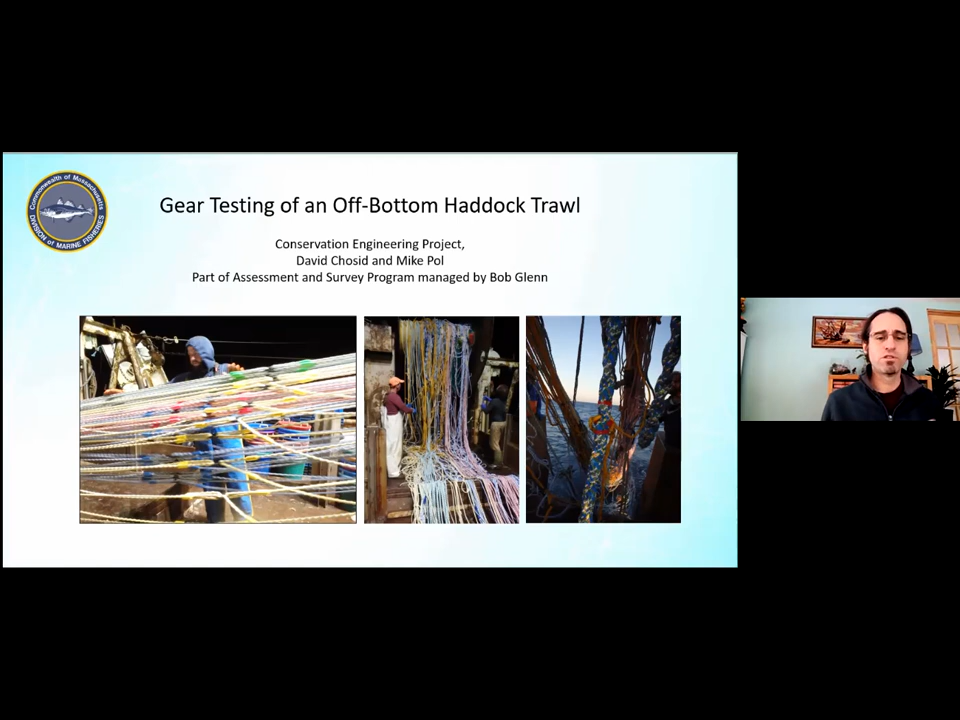 Commonwealth of Massachusetts
DIVISION of MARINE FISHERIES
Gear Testing of an Off-Bottom Haddock Trawl
Conservation Engineering Project,
David Chosid and Mike Pol
Part of Assessment and Survey Program managed by Bob Glenn